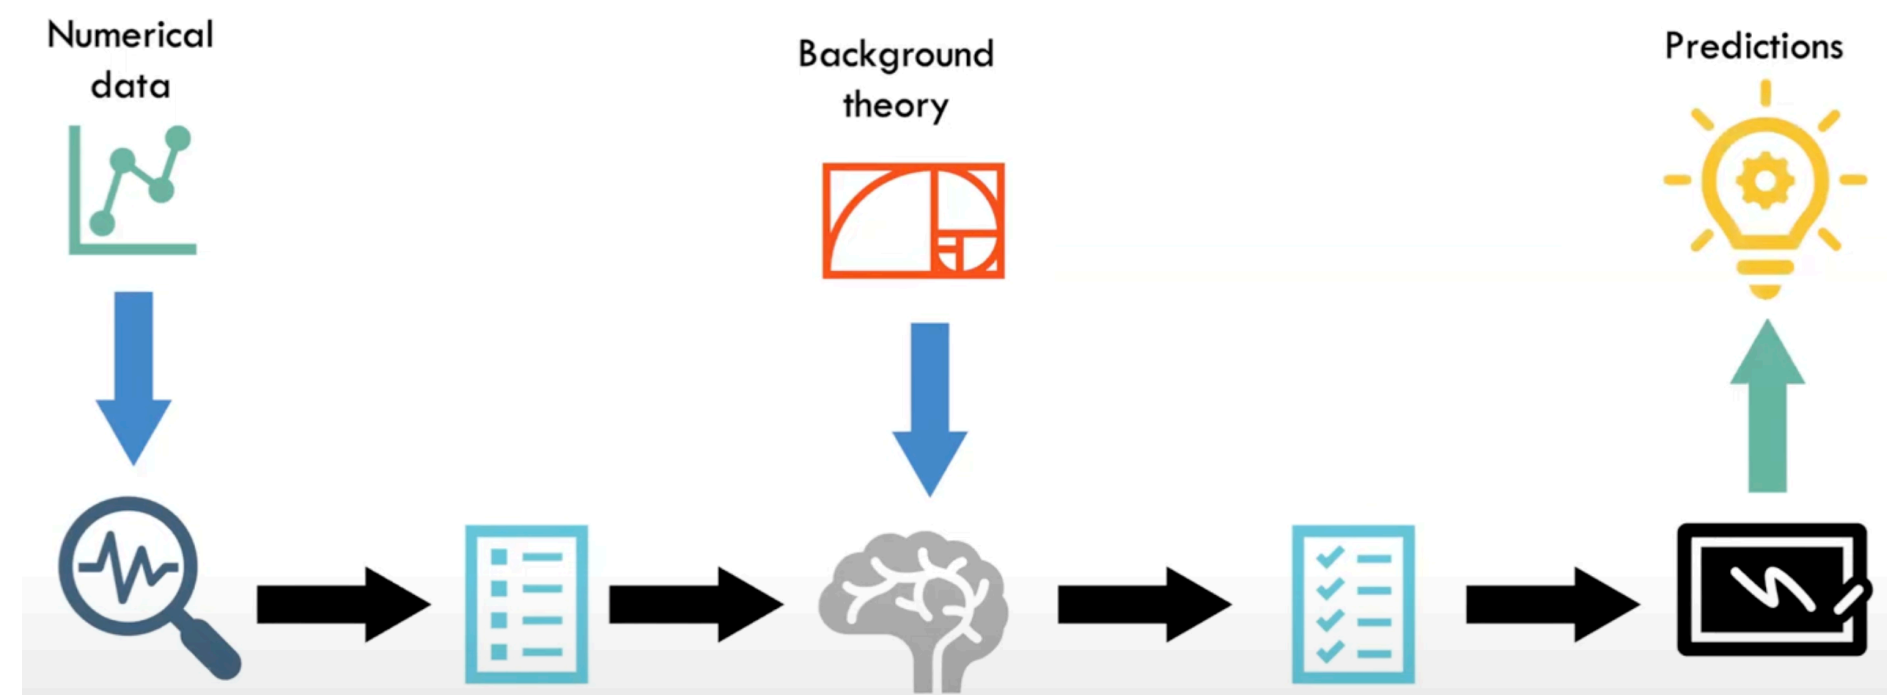 Numerical
data
Background
theory
Predictions